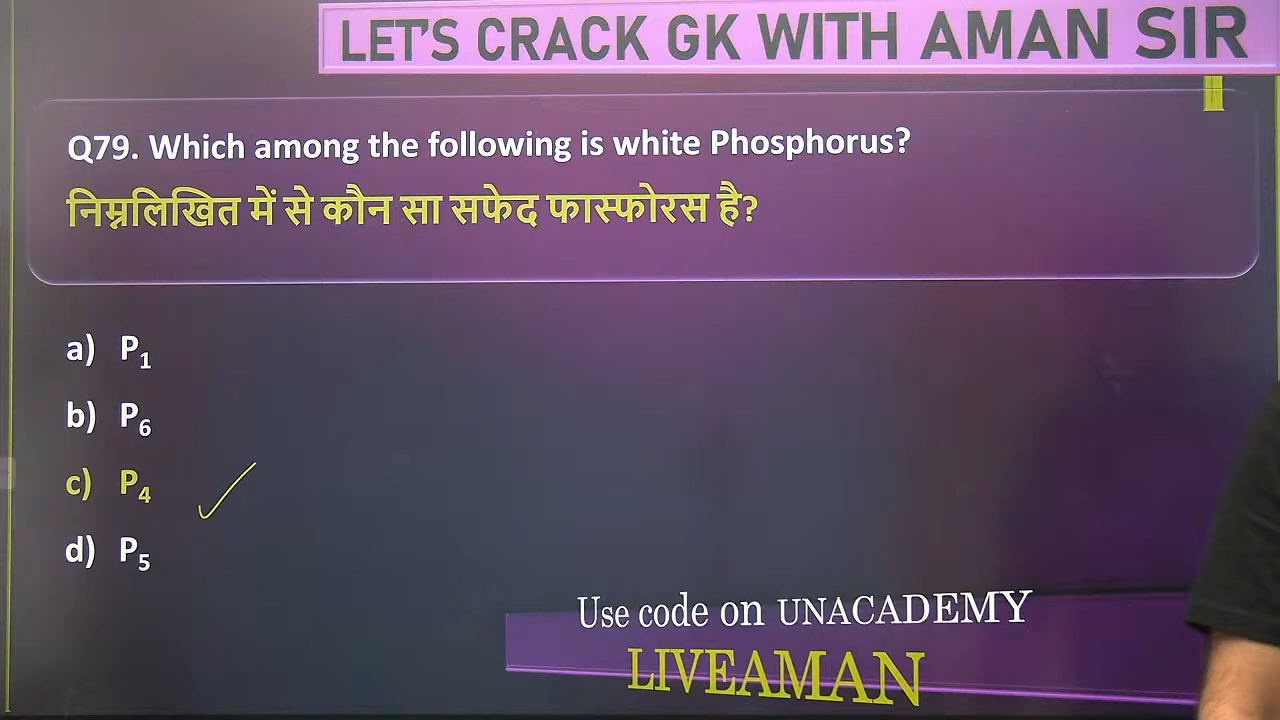 LET'S CRACK GK WITH AMAN SIR
Q79. Which among the following is white Phosphorus?
निम्नलिखित में से कौन सा सफेद फास्फोरस है?
a) P₁
b) P₆
c) P₄
d) P₅
Use code on UNACADEMY
LIVEAMAN